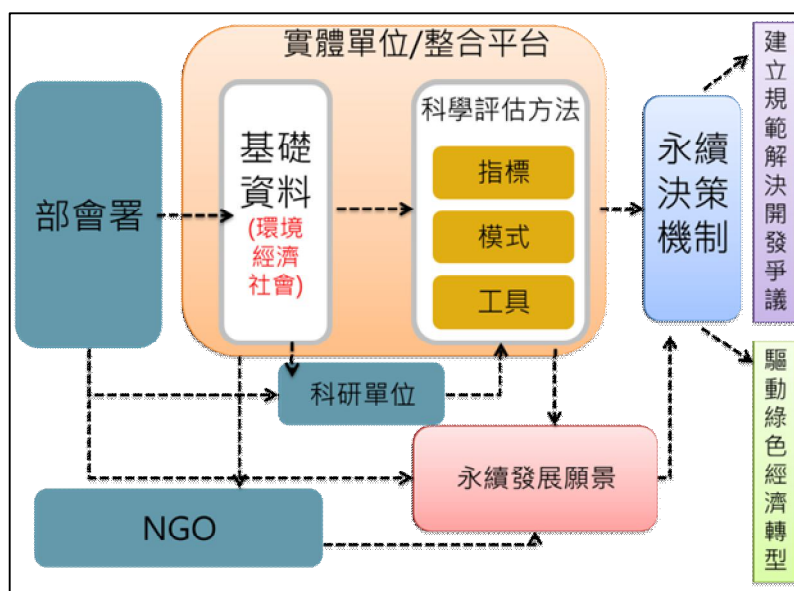 實體單位/整合平台
部會署
基礎
資料
(環境
經濟
社會)
科學評估方法
指標
模式
工具
永續
決策
機制
建立規範解決開發爭議
科研單位
永續發展願景
NGO
驅動綠色經濟轉型